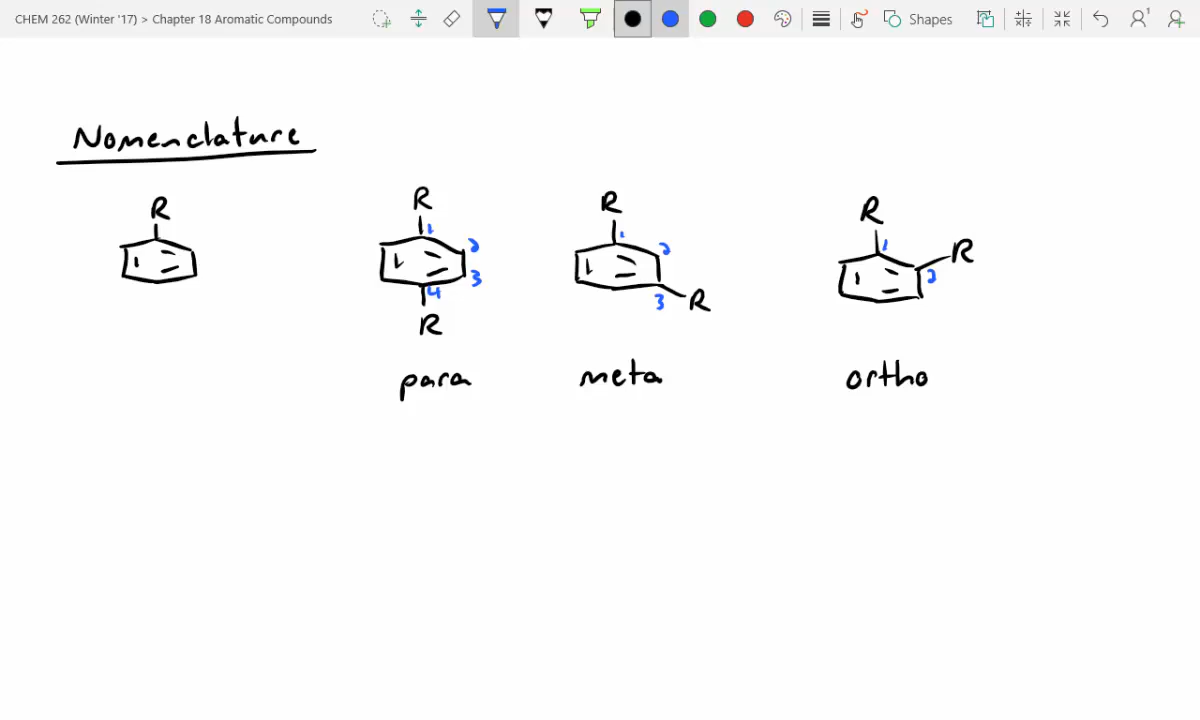 CHEM 262 (Winter '17) > Chapter 18 Aromatic Compounds
Shapes
1
Nomenclature
R
R
1
2
3
4
R
R
1
2
3
R
R
1
R
2
para
meta
ortho